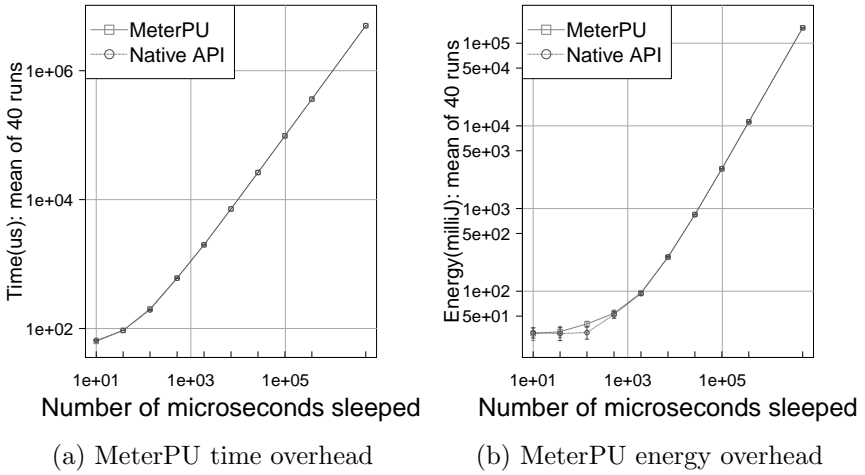 MeterPU
Native API
Time(us): mean of 40 runs
1e+06
1e+04
1e+02
1e+01
1e+03
1e+05
Number of microseconds sleeped
(a) MeterPU time overhead
MeterPU
Native API
Energy(milliJ): mean of 40 runs
1e+05
5e+04
1e+04
5e+03
1e+03
5e+02
1e+02
5e+01
1e+01
1e+03
1e+05
Number of microseconds sleeped
(b) MeterPU energy overhead